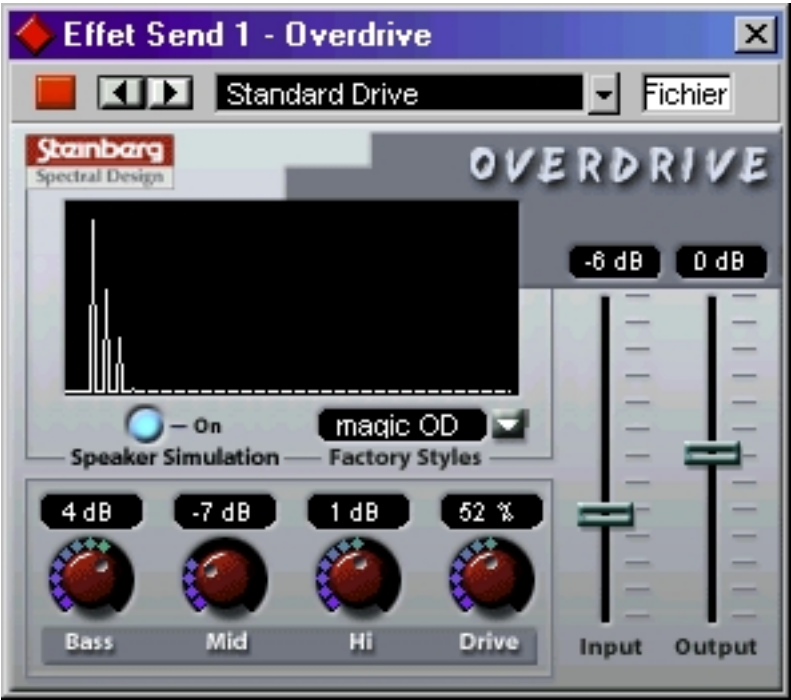 Effet Send 1 - Overdrive
Standard Drive
Fichier
Steinberg
Spectral Design
OVERDRIVE
-6 dB
0 dB
On
magic OD
Speaker Simulation
Factory Styles
4 dB
-7 dB
1 dB
52 %
Bass
Mid
Hi
Drive
Input
Output